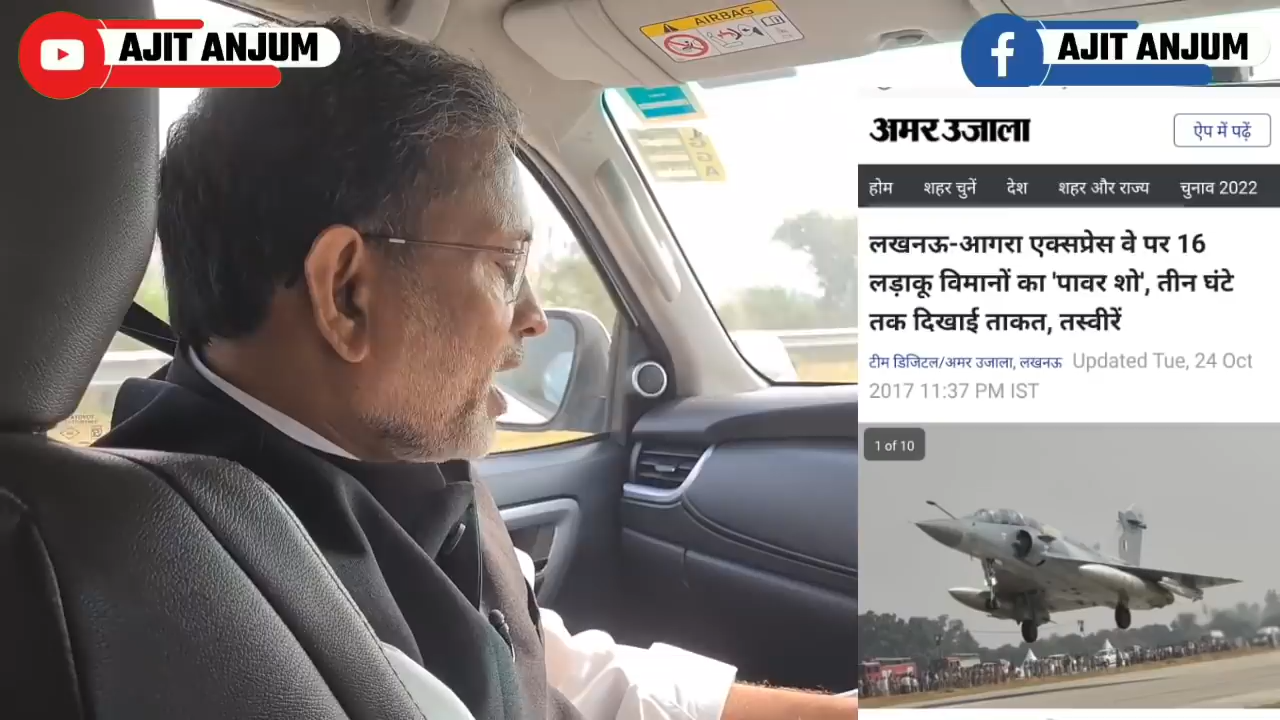 AJIT ANJUM
AJIT ANJUM
AIRBAG
अमर उजाला
ऐप में पढ़ें
होम शहर चुनें देश शहर और राज्य चुनाव 2022
लखनऊ-आगरा एक्सप्रेस वे पर 16
लड़ाकू विमानों का 'पावर शो', तीन घंटे
तक दिखाई ताकत, तस्वीरें
टीम डिजिटल/अमर उजाला, लखनऊ Updated Tue, 24 Oct
2017 11:37 PM IST
1 of 10